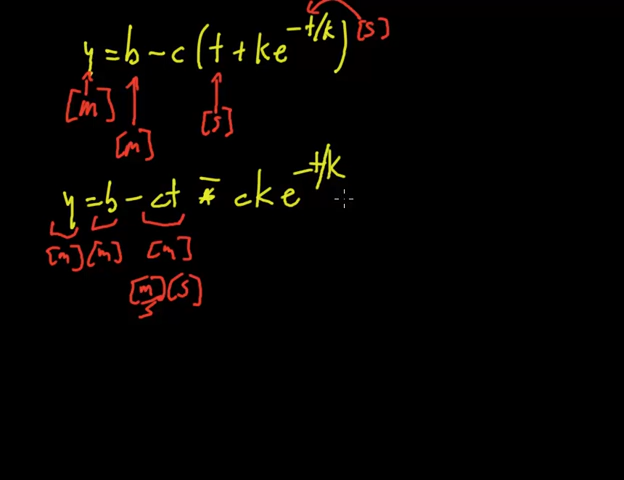 y = b - c (t + ke^{-t/k}) [s]
[m] [m] [s]
y = b - ct - cke^{-t/k}
[m] [m] [m]
[m/s] [s]